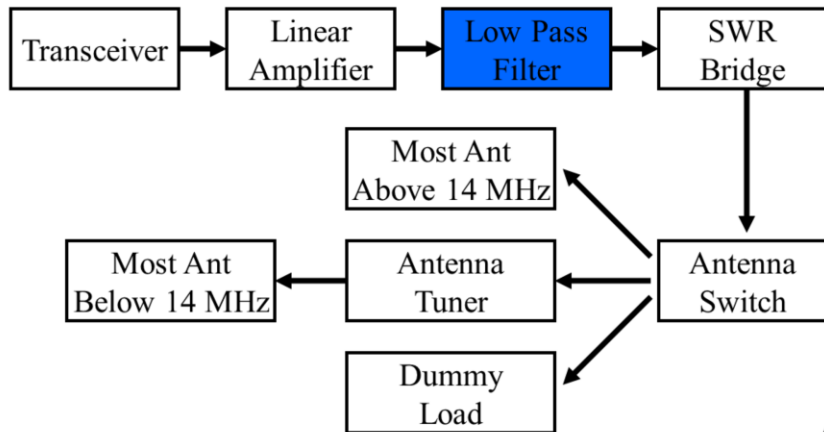 Transceiver
Linear
Amplifier
Low Pass
Filter
SWR
Bridge
Most Ant
Above 14 MHz
Most Ant
Below 14 MHz
Antenna
Tuner
Antenna
Switch
Dummy
Load